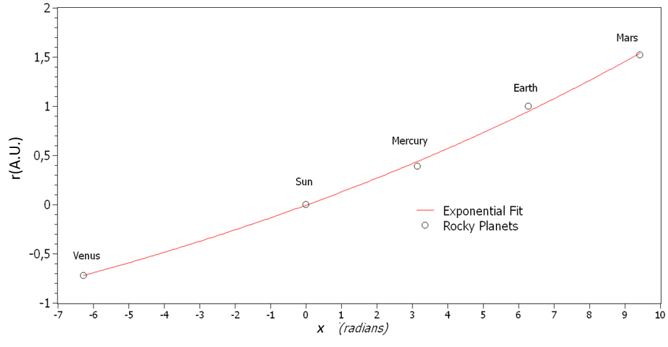 2
Mars
1,5
Earth
r(A.U.)
1
Mercury
0,5
Sun
Exponential Fit
0
Rocky Planets
-0,5
Venus
-1
-7 -6 -5 -4 -3 -2 -1 0 1 2 3 4 5 6 7 8 9 10
x (radians)